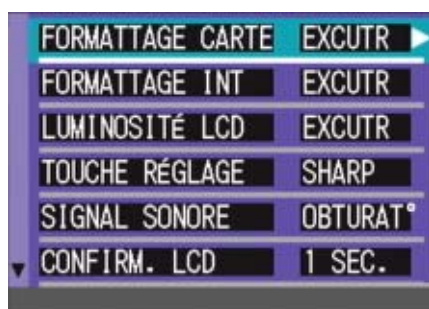 FORMATTAGE CARTE EXCUTR
FORMATTAGE INT EXCUTR
LUMINOSITÉ LCD EXCUTR
TOUCHE RÉGLAGE SHARP
SIGNAL SONORE OBTURAT°
CONFIRM. LCD 1 SEC.